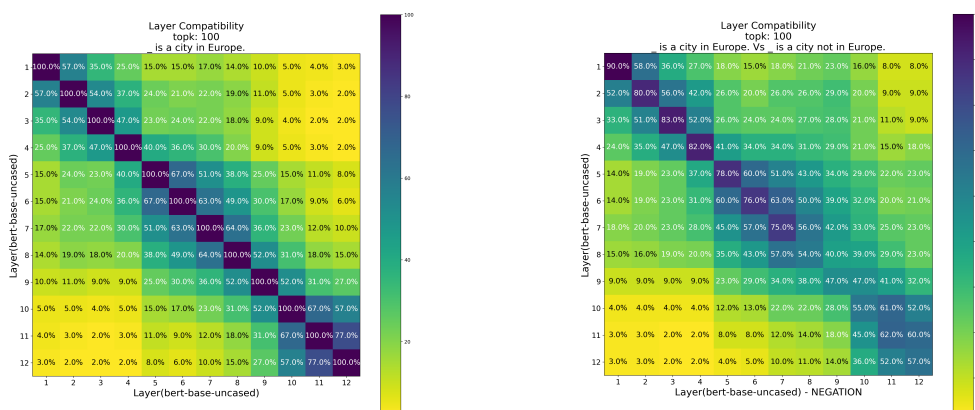 Layer Compatibility
topk: 100
_ is a city in Europe.
1 100.0% 57.0% 35.0% 25.0% 15.0% 15.0% 17.0% 14.0% 10.0% 5.0% 4.0% 3.0%
2 57.0% 100.0% 54.0% 37.0% 24.0% 21.0% 22.0% 19.0% 11.0% 5.0% 3.0% 2.0%
3 35.0% 54.0% 100.0% 47.0% 23.0% 24.0% 22.0% 18.0% 9.0% 4.0% 2.0% 2.0%
4 25.0% 37.0% 47.0% 100.0% 40.0% 36.0% 30.0% 20.0% 9.0% 5.0% 3.0% 2.0%
5 15.0% 24.0% 23.0% 40.0% 100.0% 67.0% 51.0% 38.0% 25.0% 15.0% 11.0% 8.0%
6 15.0% 21.0% 24.0% 36.0% 67.0% 100.0% 63.0% 49.0% 30.0% 17.0% 9.0% 6.0%
7 17.0% 22.0% 22.0% 30.0% 51.0% 63.0% 100.0% 64.0% 36.0% 23.0% 12.0% 10.0%
8 14.0% 19.0% 18.0% 20.0% 38.0% 49.0% 64.0% 100.0% 52.0% 31.0% 18.0% 15.0%
9 10.0% 11.0% 9.0% 9.0% 25.0% 30.0% 36.0% 52.0% 100.0% 52.0% 31.0% 27.0%
10 5.0% 5.0% 4.0% 5.0% 15.0% 17.0% 23.0% 31.0% 52.0% 100.0% 67.0% 57.0%
11 4.0% 3.0% 2.0% 3.0% 11.0% 9.0% 12.0% 18.0% 31.0% 67.0% 100.0% 77.0%
12 3.0% 2.0% 2.0% 2.0% 8.0% 6.0% 10.0% 15.0% 27.0% 57.0% 77.0% 100.0%
1 2 3 4 5 6 7 8 9 10 11 12
Layer(bert-base-uncased)
Layer(bert-base-uncased)
100
80
60
40
20
Layer Compatibility
topk: 100
_ is a city in Europe. Vs _ is a city not in Europe.
1 90.0% 58.0% 36.0% 27.0% 18.0% 15.0% 18.0% 21.0% 23.0% 16.0% 8.0% 8.0%
2 52.0% 80.0% 56.0% 42.0% 26.0% 20.0% 26.0% 26.0% 29.0% 20.0% 9.0% 9.0%
3 33.0% 51.0% 83.0% 52.0% 26.0% 24.0% 24.0% 27.0% 28.0% 21.0% 11.0% 9.0%
4 24.0% 35.0% 47.0% 82.0% 41.0% 34.0% 34.0% 31.0% 29.0% 21.0% 15.0% 18.0%
5 14.0% 19.0% 23.0% 37.0% 78.0% 60.0% 51.0% 43.0% 34.0% 29.0% 22.0% 23.0%
6 14.0% 19.0% 23.0% 31.0% 60.0% 76.0% 63.0% 50.0% 39.0% 32.0% 20.0% 21.0%
7 18.0% 20.0% 23.0% 28.0% 45.0% 57.0% 75.0% 56.0% 42.0% 33.0% 25.0% 23.0%
8 15.0% 16.0% 19.0% 20.0% 35.0% 43.0% 57.0% 54.0% 40.0% 39.0% 29.0% 23.0%
9 9.0% 9.0% 9.0% 9.0% 23.0% 29.0% 34.0% 39.0% 47.0% 47.0% 41.0% 32.0%
10 4.0% 4.0% 4.0% 5.0% 12.0% 13.0% 22.0% 20.0% 26.0% 55.0% 61.0% 52.0%
11 3.0% 3.0% 2.0% 2.0% 8.0% 8.0% 12.0% 14.0% 18.0% 45.0% 62.0% 60.0%
12 3.0% 2.0% 2.0% 2.0% 4.0% 5.0% 10.0% 11.0% 14.0% 36.0% 52.0% 57.0%
1 2 3 4 5 6 7 8 9 10 11 12
Layer(bert-base-uncased) - NEGATION
Layer(bert-base-uncased)